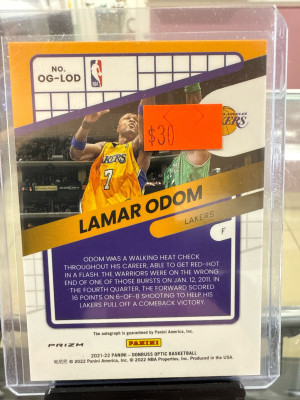 NO.
OG-LOD
NBA
$30
LOS ANGELES
LAKERS
7
LAMAR ODOM
LAKERS
F
ODOM WAS A WALKING HEAT CHECK
THROUGHOUT HIS CAREER, ABLE TO GET RED-HOT
IN A FLASH. THE WARRIORS WERE ON THE WRONG
END OF ONE OF THOSE BURSTS ON JAN. 12, 2011. IN
THE FOURTH QUARTER, THE FORWARD SCORED
16 POINTS ON 6-OF-8 SHOOTING TO HELP HIS
LAKERS PULL OFF A COMEBACK VICTORY.
The autograph is guaranteed by Panini America, Inc.
PRIZM
PANINI
2021-22 PANINI - DONRUSS OPTIC BASKETBALL
© 2022 Panini America, Inc. © 2022 NBA Properties, Inc. Produced in the USA.